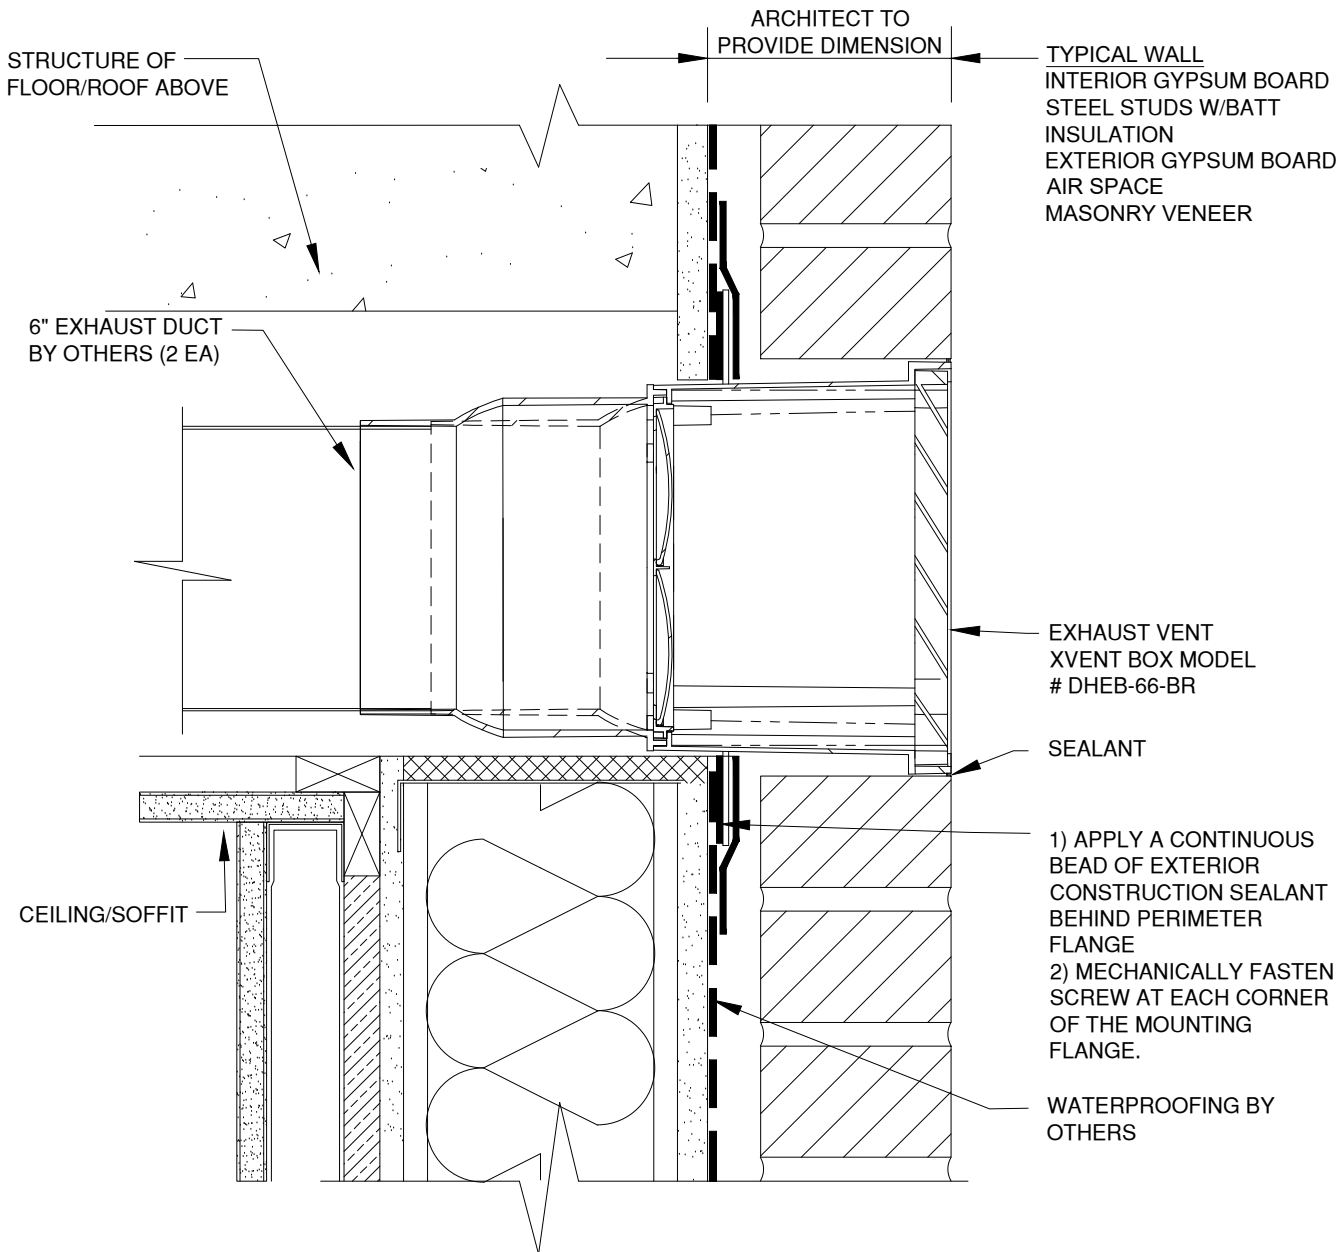 ARCHITECT TO
PROVIDE DIMENSION
STRUCTURE OF
FLOOR/ROOF ABOVE
TYPICAL WALL
INTERIOR GYPSUM BOARD
STEEL STUDS W/BATT
INSULATION
EXTERIOR GYPSUM BOARD
AIR SPACE
MASONRY VENEER
6" EXHAUST DUCT
BY OTHERS (2 EA)
EXHAUST VENT
XVENT BOX MODEL
# DHEB-66-BR
SEALANT
1) APPLY A CONTINUOUS
BEAD OF EXTERIOR
CONSTRUCTION SEALANT
BEHIND PERIMETER
FLANGE
2) MECHANICALLY FASTEN
SCREW AT EACH CORNER
OF THE MOUNTING
FLANGE.
CEILING/SOFFIT
WATERPROOFING BY
OTHERS